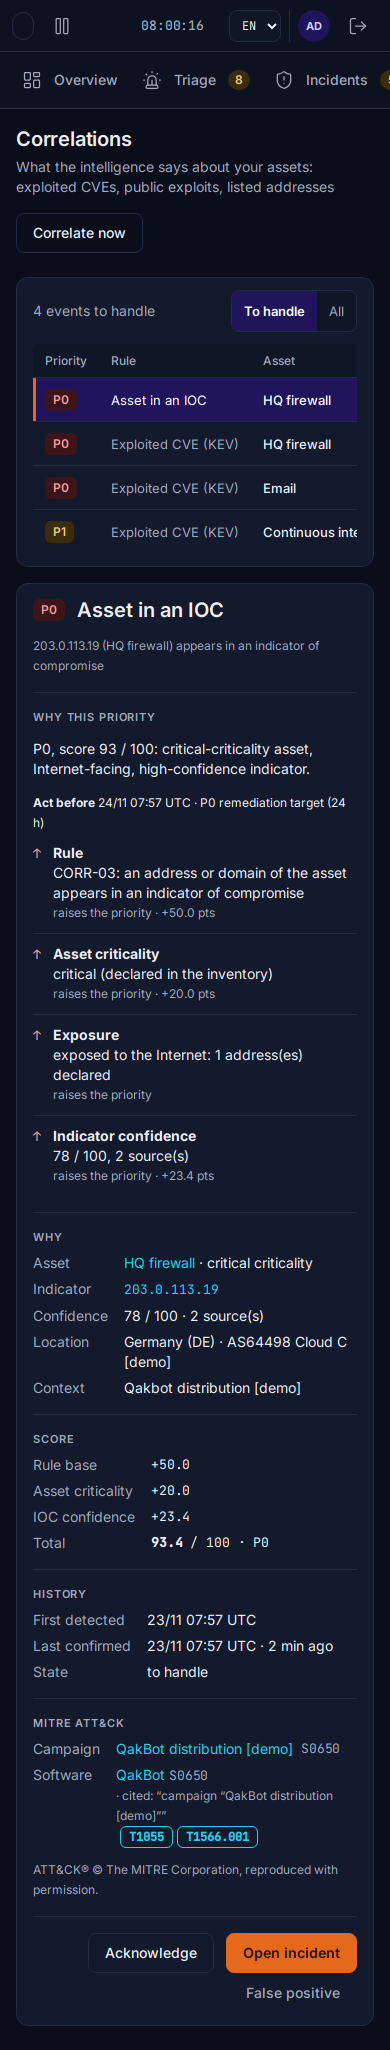 08:00:16 EN AD
Overview Triage 8 Incidents
Correlations
What the intelligence says about your assets:
exploited CVEs, public exploits, listed addresses
Correlate now
4 events to handle To handle All
Priority Rule Asset
P0 Asset in an IOC HQ firewall
P0 Exploited CVE (KEV) HQ firewall
P0 Exploited CVE (KEV) Email
P1 Exploited CVE (KEV) Continuous inte
P0 Asset in an IOC
203.0.113.19 (HQ firewall) appears in an indicator of
compromise
WHY THIS PRIORITY
P0, score 93 / 100: critical-criticality asset,
Internet-facing, high-confidence indicator.
Act before 24/11 07:57 UTC · P0 remediation target (24
h)
↑ Rule
CORR-03: an address or domain of the asset
appears in an indicator of compromise
raises the priority · +50.0 pts
↑ Asset criticality
critical (declared in the inventory)
raises the priority · +20.0 pts
↑ Exposure
exposed to the Internet: 1 address(es)
declared
raises the priority
↑ Indicator confidence
78 / 100, 2 source(s)
raises the priority · +23.4 pts
WHY
Asset HQ firewall · critical criticality
Indicator 203.0.113.19
Confidence 78 / 100 · 2 source(s)
Location Germany (DE) · AS64498 Cloud C
[demo]
Context Qakbot distribution [demo]
SCORE
Rule base +50.0
Asset criticality +20.0
IOC confidence +23.4
Total 93.4 / 100 · P0
HISTORY
First detected 23/11 07:57 UTC
Last confirmed 23/11 07:57 UTC · 2 min ago
State to handle
MITRE ATT&CK
Campaign QakBot distribution [demo] S0650
Software QakBot S0650
· cited: “campaign “QakBot distribution
[demo]””
T1055 T1566.001
ATT&CK® © The MITRE Corporation, reproduced with
permission.
Acknowledge Open incident
False positive